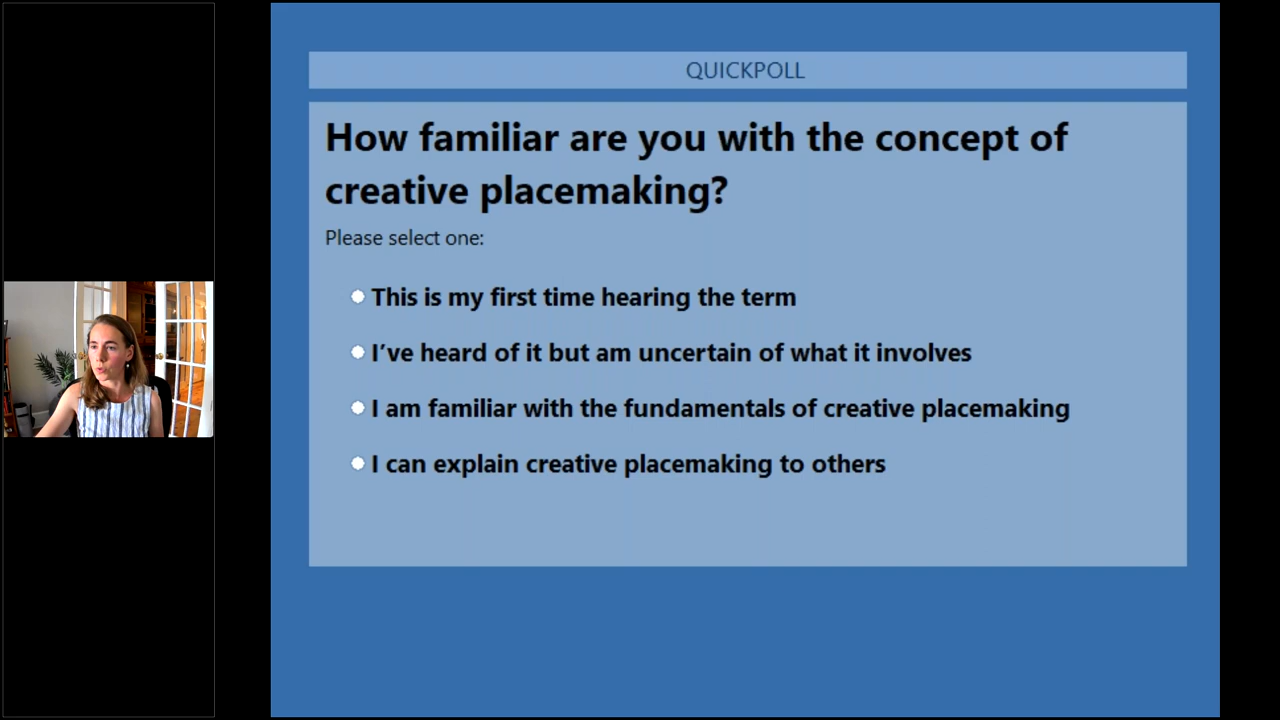 QUICKPOLL
How familiar are you with the concept of
creative placemaking?
Please select one:
This is my first time hearing the term
I’ve heard of it but am uncertain of what it involves
I am familiar with the fundamentals of creative placemaking
I can explain creative placemaking to others